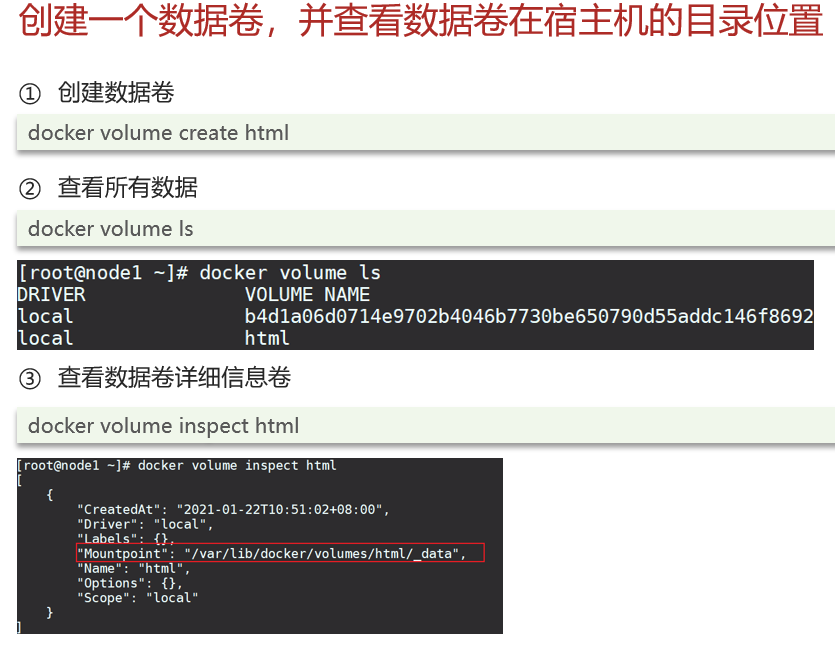 创建一个数据卷，并查看数据卷在宿主机的目录位置
① 创建数据卷
docker volume create html
② 查看所有数据
docker volume ls
[root@node1 ~]# docker volume ls
DRIVER VOLUME NAME
local b4d1a06d0714e9702b4046b7730be650790d55addc146f8692
local html
③ 查看数据卷详细信息卷
docker volume inspect html
[root@node1 ~]# docker volume inspect html
[
{
"CreatedAt": "2021-01-22T10:51:02+08:00",
"Driver": "local",
"Labels": {},
"Mountpoint": "/var/lib/docker/volumes/html/_data",
"Name": "html",
"Options": {},
"Scope": "local"
}
]